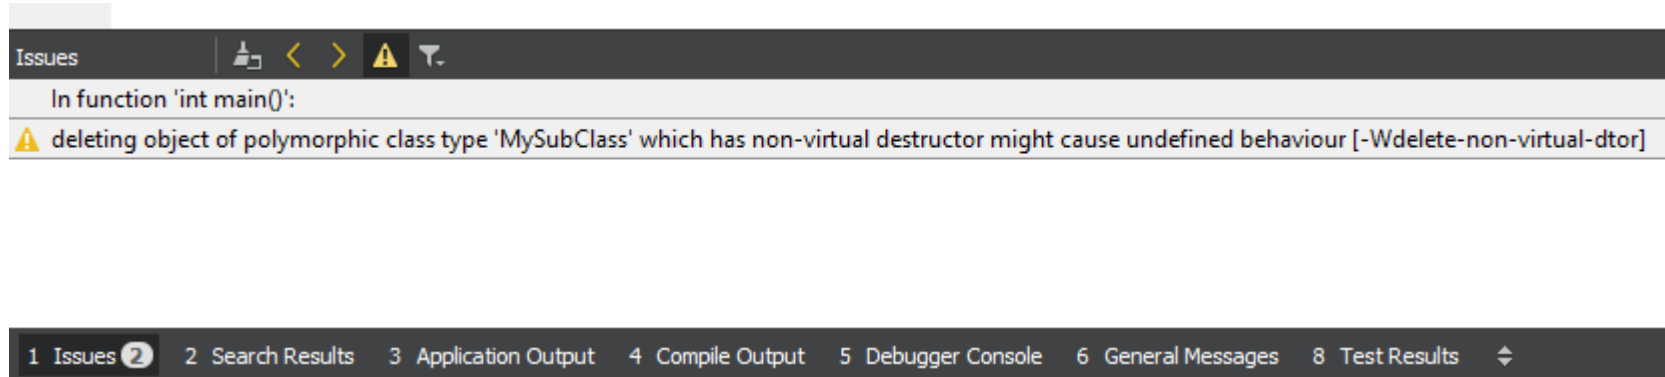 Issues
In function 'int main()':
deleting object of polymorphic class type 'MySubClass' which has non-virtual destructor might cause undefined behaviour [-Wdelete-non-virtual-dtor]
1 Issues 2 2 Search Results 3 Application Output 4 Compile Output 5 Debugger Console 6 General Messages 8 Test Results